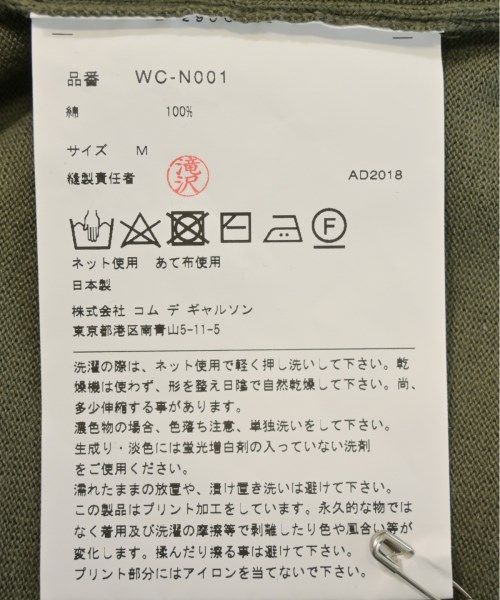 品番 WC-N001
綿 100%
サイズ M
縫製責任者 滝沢 AD2018
F
ネット使用 あて布使用
日本製
株式会社 コム デ ギャルソン
東京都港区南青山5-11-5
洗濯の際は、ネット使用で軽く押し洗いして下さい。乾
燥機は使わず、形を整え日陰で自然乾燥して下さい。尚、
多少伸縮する事があります。
濃色物の場合、色落ち注意、単独洗いをして下さい。
生成り・淡色には蛍光増白剤の入っていない洗剤
をご使用ください。
濡れたままの放置や、漬け置き洗いは避けて下さい。
この製品はプリント加工をしています。永久的な物では
なく着用及び洗濯の摩擦等で剥離したり色や風合い等が
変化します。揉んだり擦る事は避けて下さい。
プリント部分にはアイロンを当てないで下さい。